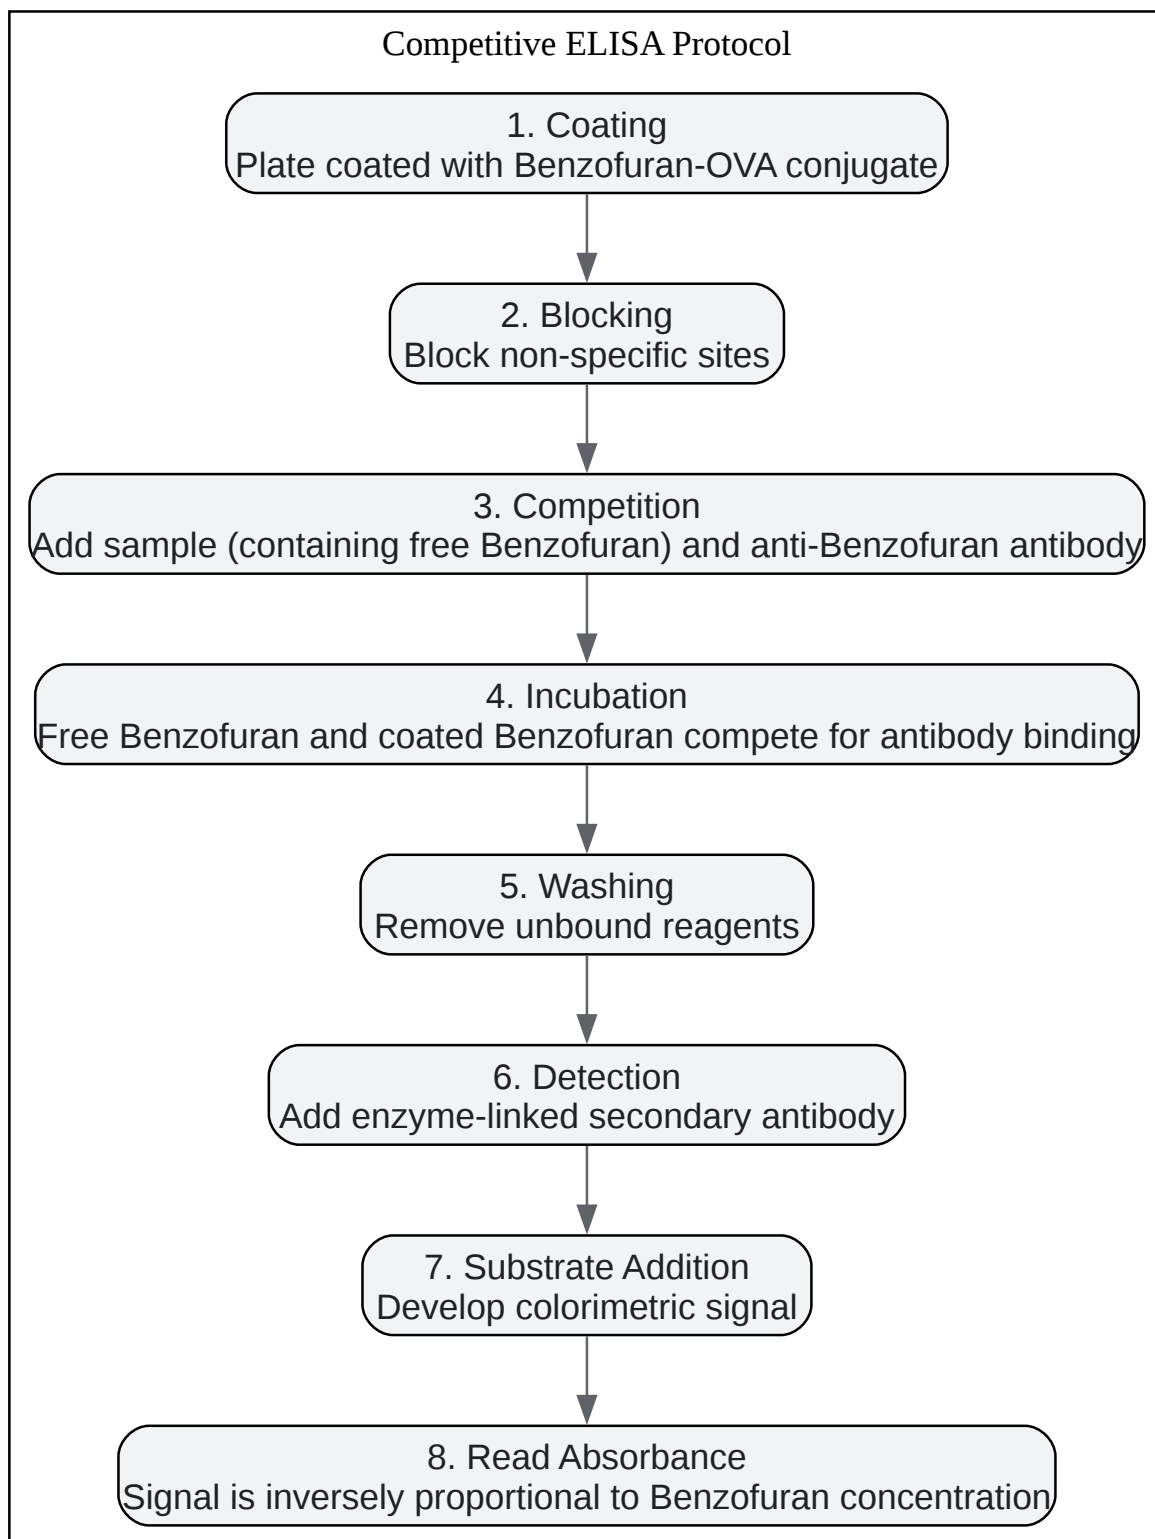 Competitive ELISA Protocol
1. Coating
Plate coated with Benzofuran-OVA conjugate
2. Blocking
Block non-specific sites
3. Competition
Add sample (containing free Benzofuran) and anti-Benzofuran antibody
4. Incubation
Free Benzofuran and coated Benzofuran compete for antibody binding
5. Washing
Remove unbound reagents
6. Detection
Add enzyme-linked secondary antibody
7. Substrate Addition
Develop colorimetric signal
8. Read Absorbance
Signal is inversely proportional to Benzofuran concentration